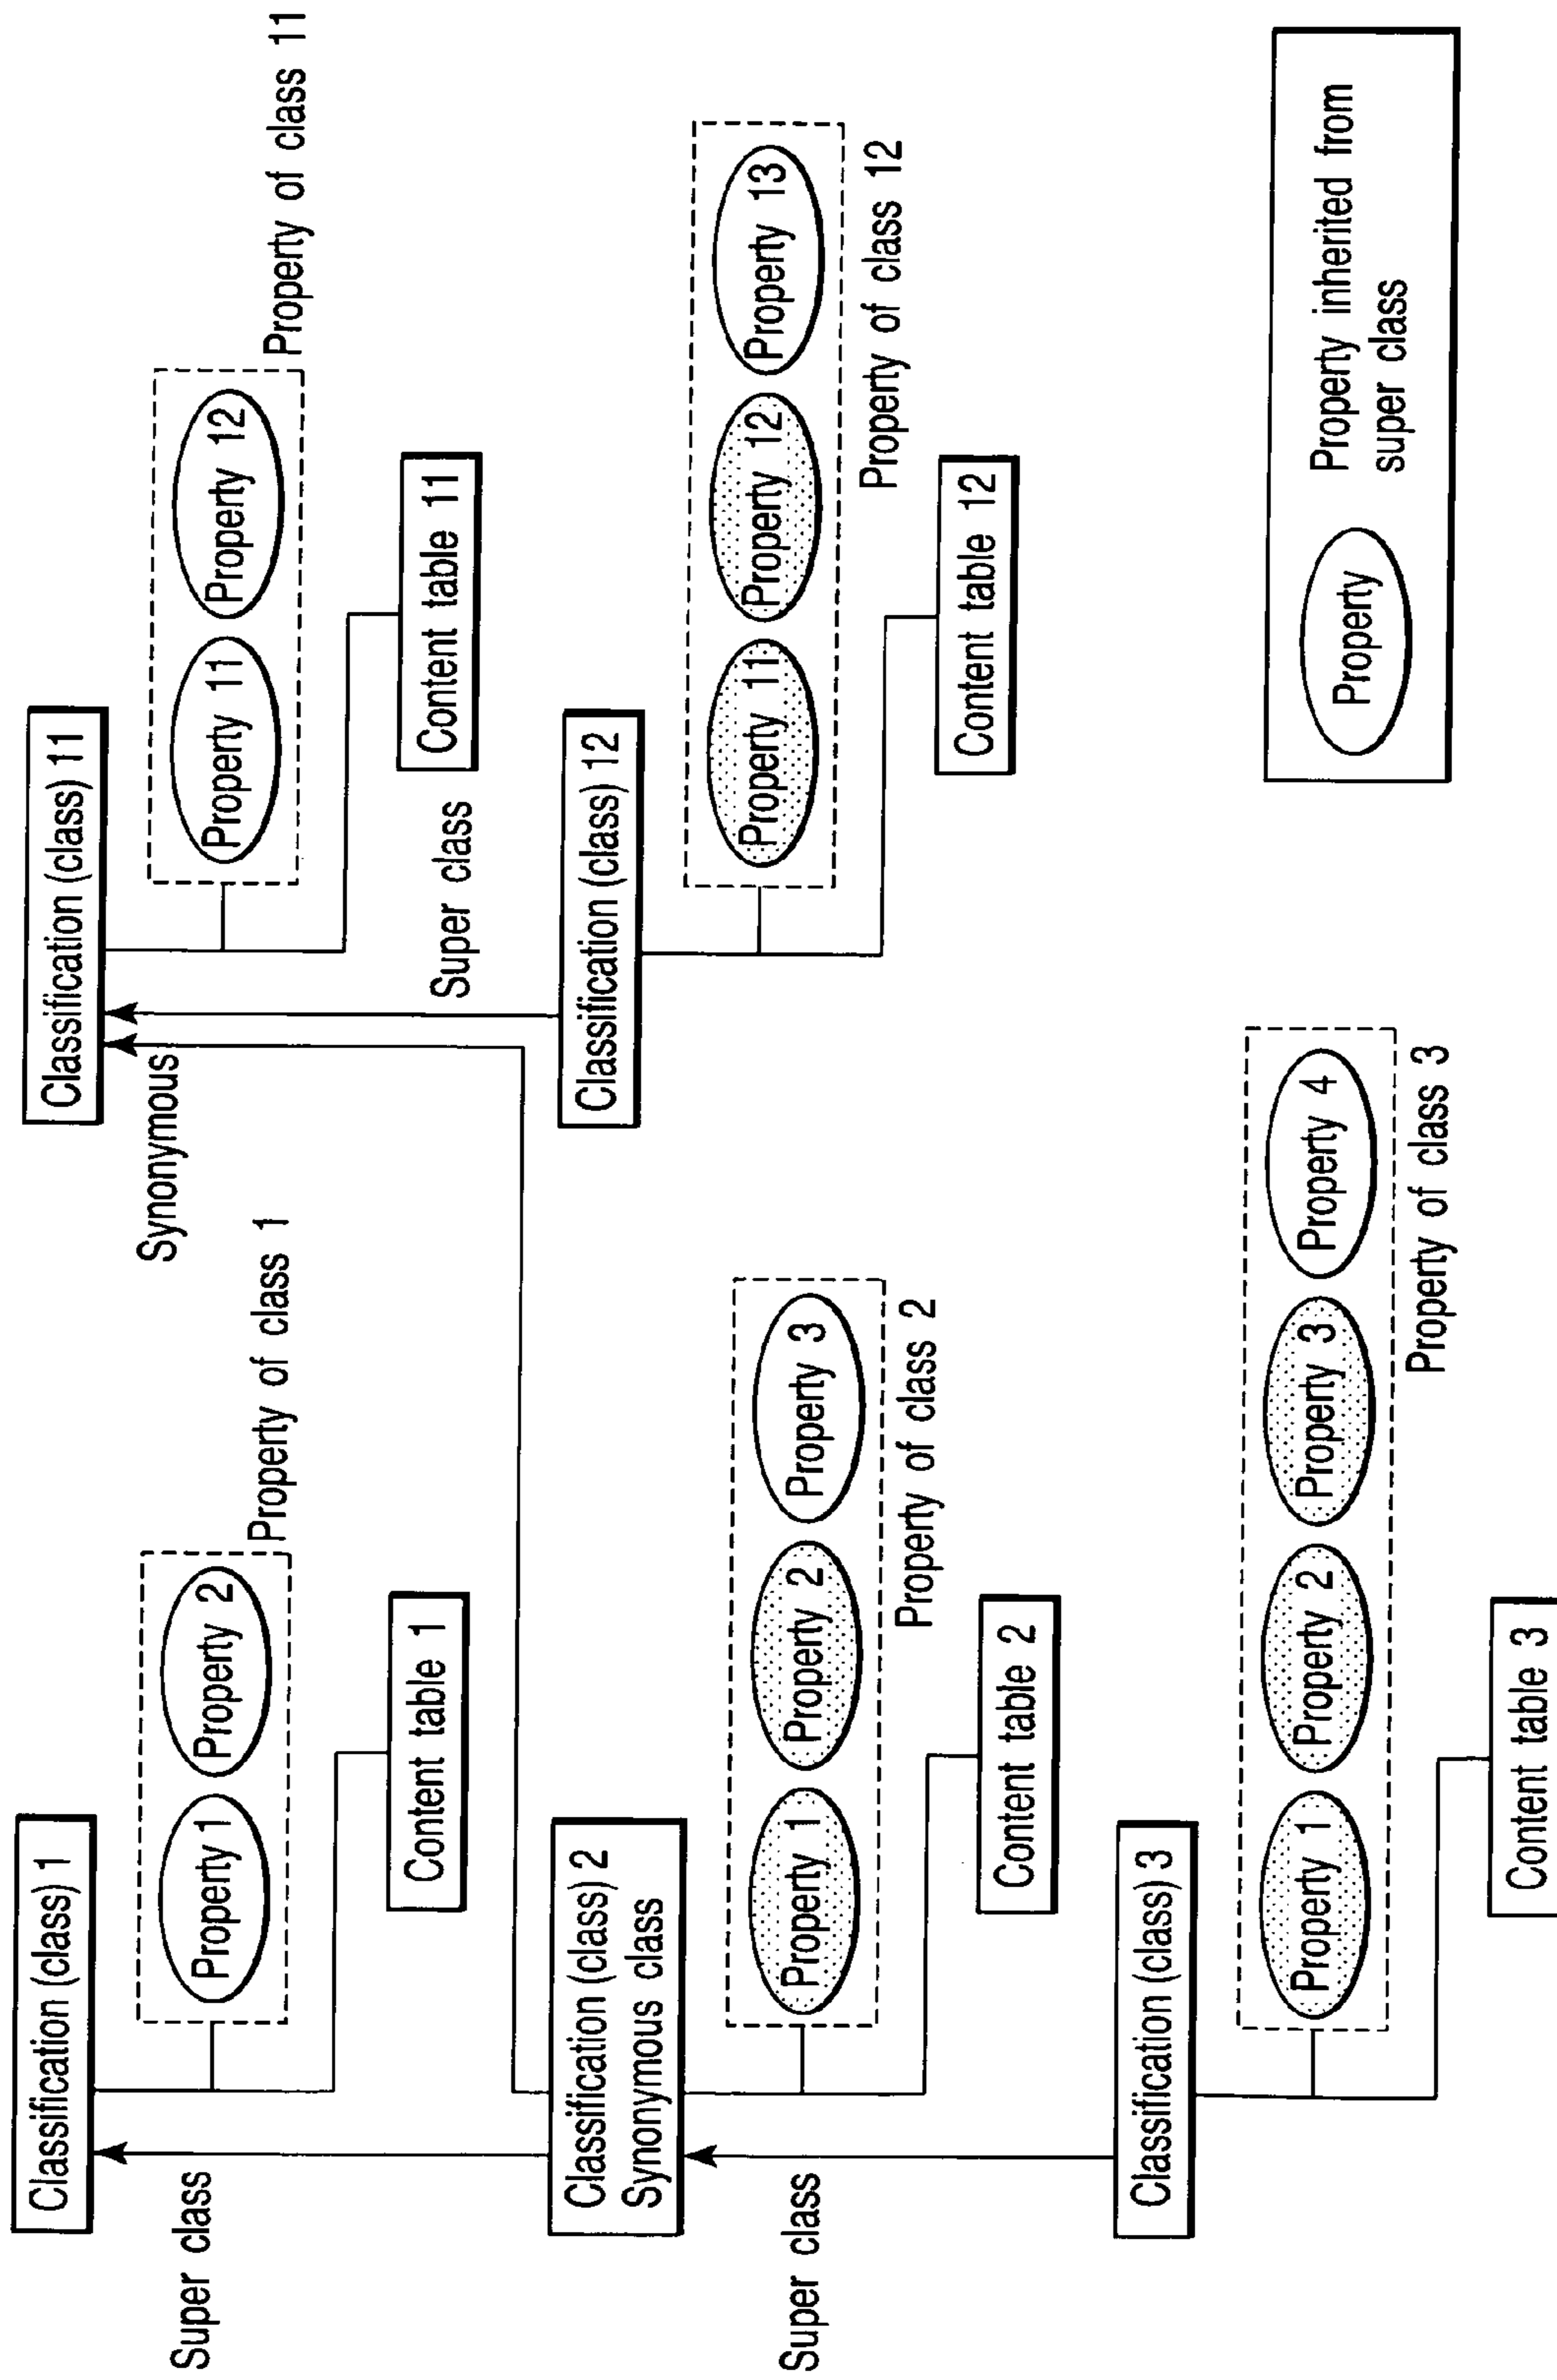 Classification (class) 1
Super class
Property 1
Property 2
Property of class 1
Content table 1
Classification (class) 2
Synonymous class
Super class
Property 1
Property 2
Property 3
Property of class 2
Content table 2
Classification (class) 3
Property 1
Property 2
Property 3
Property 4
Property of class 3
Content table 3
Classification (class) 11
Synonymous
Property 11
Property 12
Property of class 11
Content table 11
Super class
Classification (class) 12
Property 11
Property 12
Property 13
Property of class 12
Content table 12
Property
Property inherited from
super class